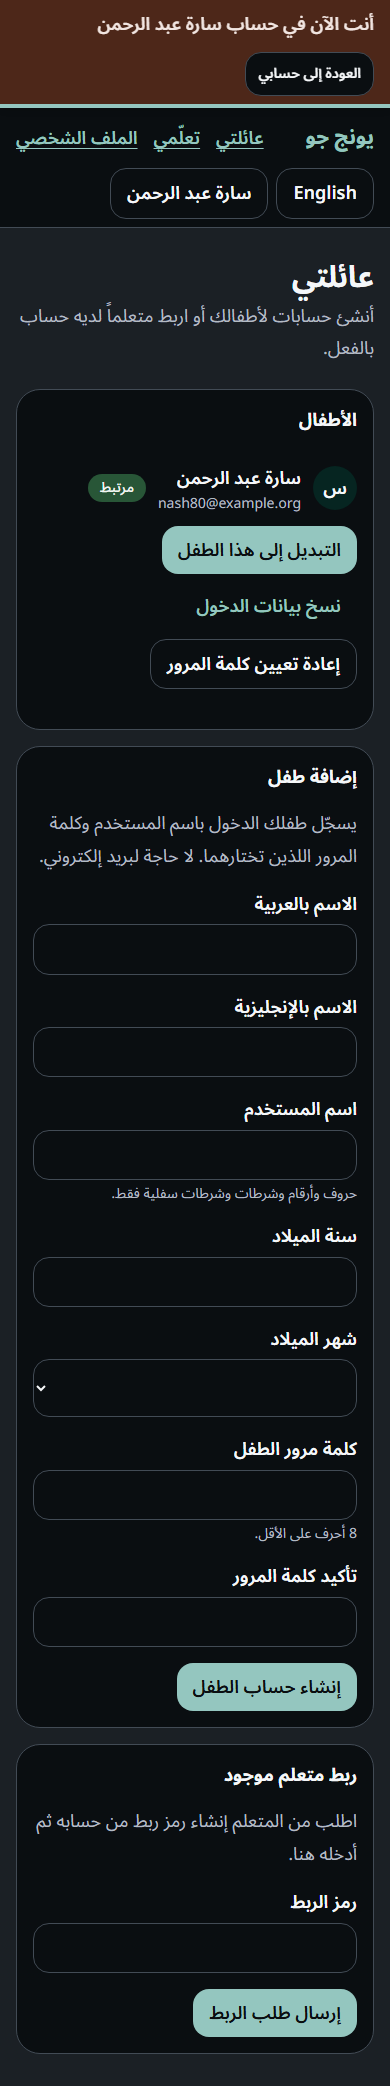 أنت الآن في حساب سارة عبد الرحمن
العودة إلى حسابي
يونج جو
عائلتي
تعلّمي
الملف الشخصي
English
سارة عبد الرحمن
عائلتي
أنشئ حسابات لأطفالك أو اربط متعلماً لديه حساب
بالفعل.
الأطفال
س
سارة عبد الرحمن
nash80@example.org
مرتبط
التبديل إلى هذا الطفل
نسخ بيانات الدخول
إعادة تعيين كلمة المرور
إضافة طفل
يسجّل طفلك الدخول باسم المستخدم وكلمة
المرور اللذين تختارهما. لا حاجة لبريد إلكتروني.
الاسم بالعربية
الاسم بالإنجليزية
اسم المستخدم
حروف وأرقام وشرطات وشرطات سفلية فقط.
سنة الميلاد
شهر الميلاد
كلمة مرور الطفل
8 أحرف على الأقل.
تأكيد كلمة المرور
إنشاء حساب الطفل
ربط متعلم موجود
اطلب من المتعلم إنشاء رمز ربط من حسابه ثم
أدخله هنا.
رمز الربط
إرسال طلب الربط